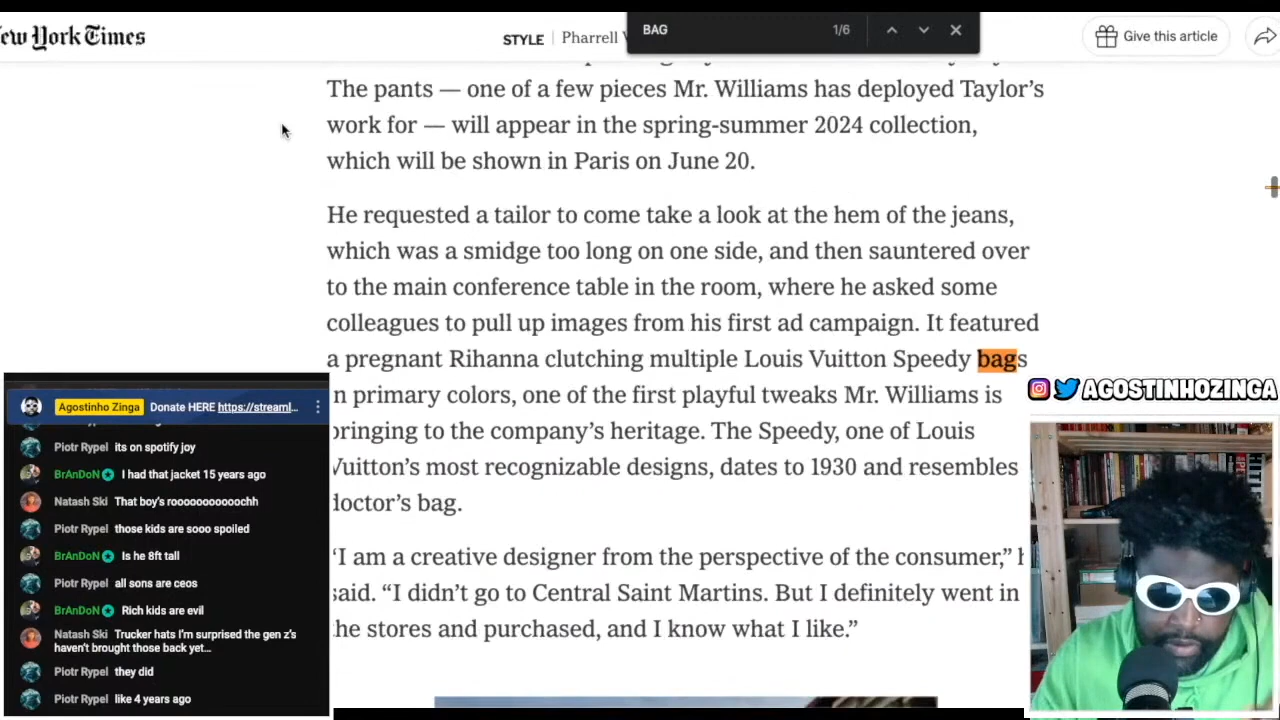 ew York Times
STYLE | Pharrell
BAG 1/6
Give this article
The pants — one of a few pieces Mr. Williams has deployed Taylor's
work for — will appear in the spring-summer 2024 collection,
which will be shown in Paris on June 20.
He requested a tailor to come take a look at the hem of the jeans,
which was a smidge too long on one side, and then sauntered over
to the main conference table in the room, where he asked some
colleagues to pull up images from his first ad campaign. It featured
a pregnant Rihanna clutching multiple Louis Vuitton Speedy bags
n primary colors, one of the first playful tweaks Mr. Williams is
bringing to the company's heritage. The Speedy, one of Louis
Vuitton's most recognizable designs, dates to 1930 and resembles
doctor's bag.
“I am a creative designer from the perspective of the consumer,” h
said. “I didn't go to Central Saint Martins. But I definitely went in
the stores and purchased, and I know what I like.”
Agostinho Zinga Donate HERE https://streaml...
Piotr Rypel its on spotify joy
BrAnDoN I had that jacket 15 years ago
Natash Ski That boy's roooooooooochh
Piotr Rypel those kids are sooo spoiled
BrAnDoN Is he 8ft tall
Piotr Rypel all sons are ceos
BrAnDoN Rich kids are evil
Natash Ski Trucker hats I'm surprised the gen z's
haven't brought those back yet...
Piotr Rypel they did
Piotr Rypel like 4 years ago
AGOSTINHOZINGA